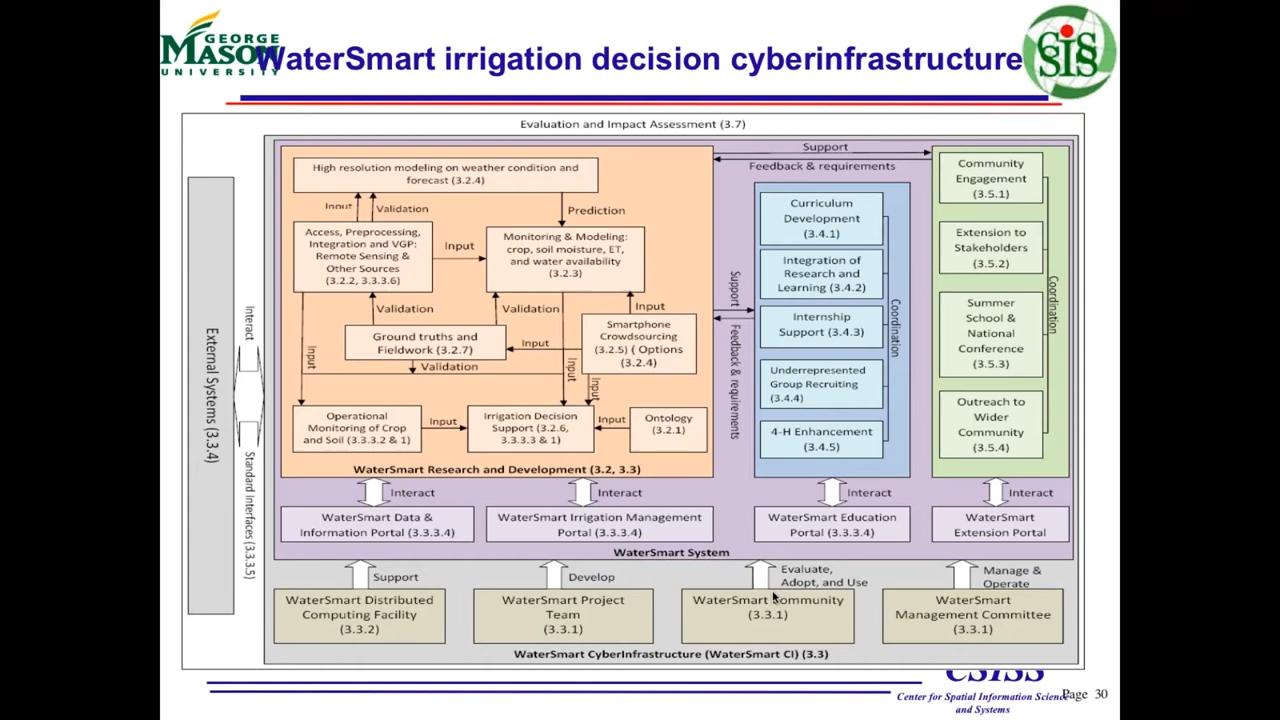 GEORGE
MASON
UNIVERSITY
WaterSmart irrigation decision cyberinfrastructure
SIS
Evaluation and Impact Assessment (3.7)
External Systems (3.3.4)
Interact
Standard Interfaces (3.3.3.5)
High resolution modeling on weather condition and
forecast (3.2.4)
Input
Validation
Prediction
Access, Preprocessing,
Integration and VGP:
Remote Sensing &
Other Sources
(3.2.2, 3.3.3.6)
Input
Monitoring & Modeling:
crop, soil moisture, ET,
and water availability
(3.2.3)
Validation
Validation
Input
Ground truths and
Fieldwork (3.2.7)
Input
Smartphone
Crowdsourcing
(3.2.5) ( Options
(3.2.4)
Validation
Input
Input
Input
Operational
Monitoring of Crop
and Soil (3.3.3.2 & 1)
Input
Irrigation Decision
Support (3.2.6,
3.3.3.3 & 1)
Input
Ontology
(3.2.1)
WaterSmart Research and Development (3.2, 3.3)
Support
Feedback & requirements
Support
Feedback & requirements
Curriculum
Development
(3.4.1)
Integration of
Research and
Learning (3.4.2)
Internship
Support (3.4.3)
Underrepresented
Group Recruiting
(3.4.4)
4-H Enhancement
(3.4.5)
Coordination
Community
Engagement
(3.5.1)
Extension to
Stakeholders
(3.5.2)
Summer
School &
National
Conference
(3.5.3)
Outreach to
Wider
Community
(3.5.4)
Coordination
Interact
Interact
Interact
Interact
WaterSmart Data &
Information Portal (3.3.3.4)
WaterSmart Irrigation Management
Portal (3.3.3.4)
WaterSmart Education
Portal (3.3.3.4)
WaterSmart
Extension Portal
WaterSmart System
Support
Develop
Evaluate,
Adopt, and Use
Manage &
Operate
WaterSmart Distributed
Computing Facility
(3.3.2)
WaterSmart Project
Team
(3.3.1)
WaterSmart Community
(3.3.1)
WaterSmart
Management Committee
(3.3.1)
WaterSmart CyberInfrastructure (WaterSmart CI) (3.3)
CSISS
Center for Spatial Information Science
and Systems
Page 30